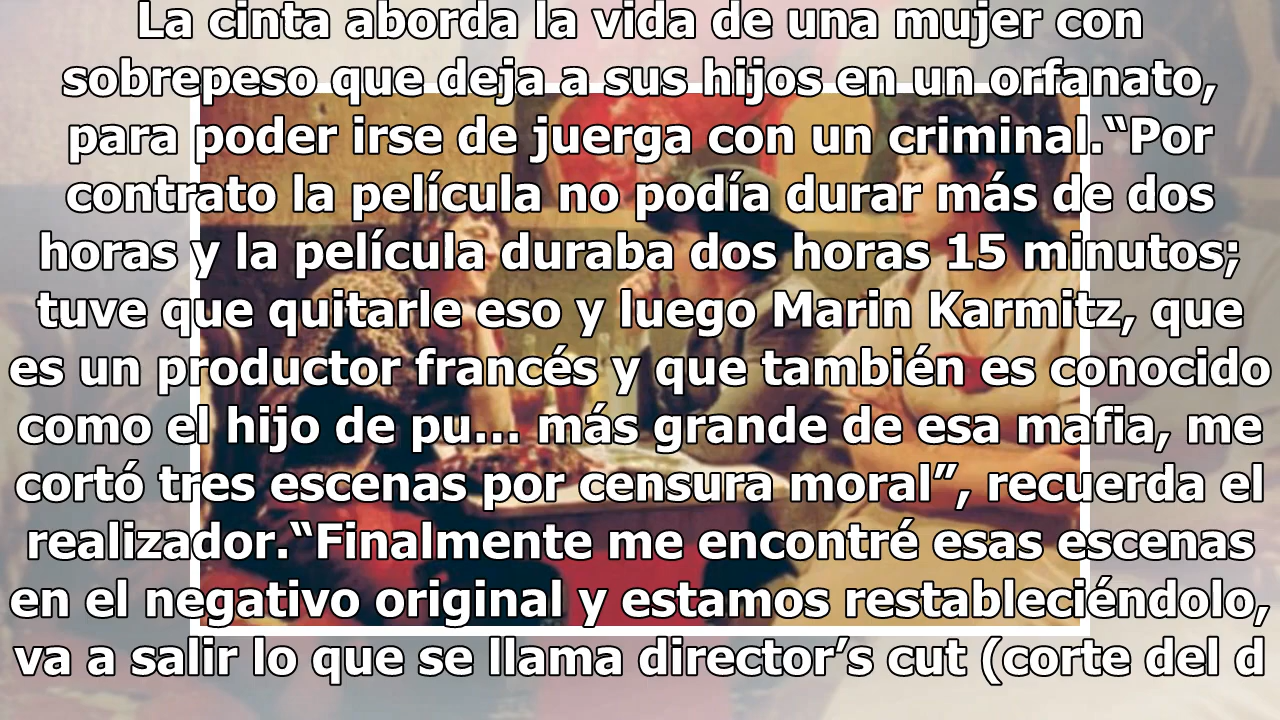 La cinta aborda la vida de una mujer con
sobrepeso que deja a sus hijos en un orfanato,
para poder irse de juerga con un criminal.“Por
contrato la película no podía durar más de dos
horas y la película duraba dos horas 15 minutos;
tuve que quitarle eso y luego Marin Karmitz, que
es un productor francés y que también es conocido
como el hijo de pu... más grande de esa mafia, me
cortó tres escenas por censura moral”, recuerda el
realizador.“Finalmente me encontré esas escenas
en el negativo original y estamos restableciéndolo,
va a salir lo que se llama director’s cut (corte del d